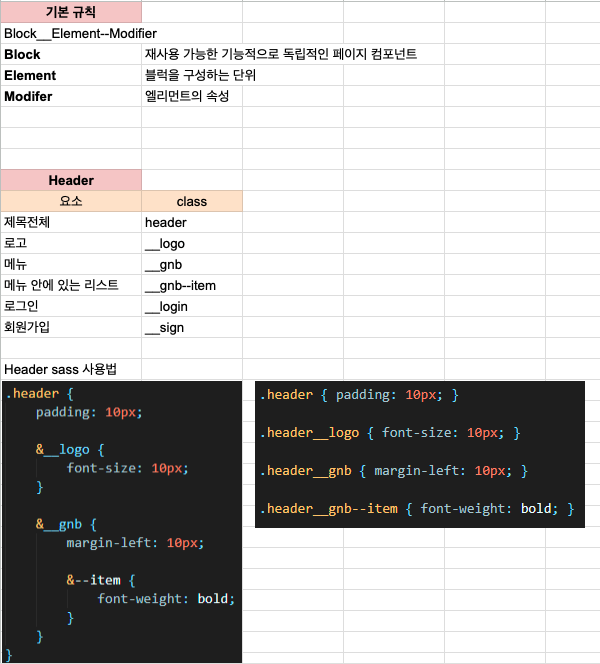 기본 규칙
Block__Element--Modifier
Block 재사용 가능한 기능적으로 독립적인 페이지 컴포넌트
Element 블럭을 구성하는 단위
Modifer 엘리먼트의 속성
Header
요소 class
제목전체 header
로고 __logo
메뉴 __gnb
메뉴 안에 있는 리스트 __gnb--item
로그인 __login
회원가입 __sign
Header sass 사용법
.header {
padding: 10px;
&__logo {
font-size: 10px;
}
&__gnb {
margin-left: 10px;
&--item {
font-weight: bold;
}
}
}
.header { padding: 10px; }
.header__logo { font-size: 10px; }
.header__gnb { margin-left: 10px; }
.header__gnb--item { font-weight: bold; }